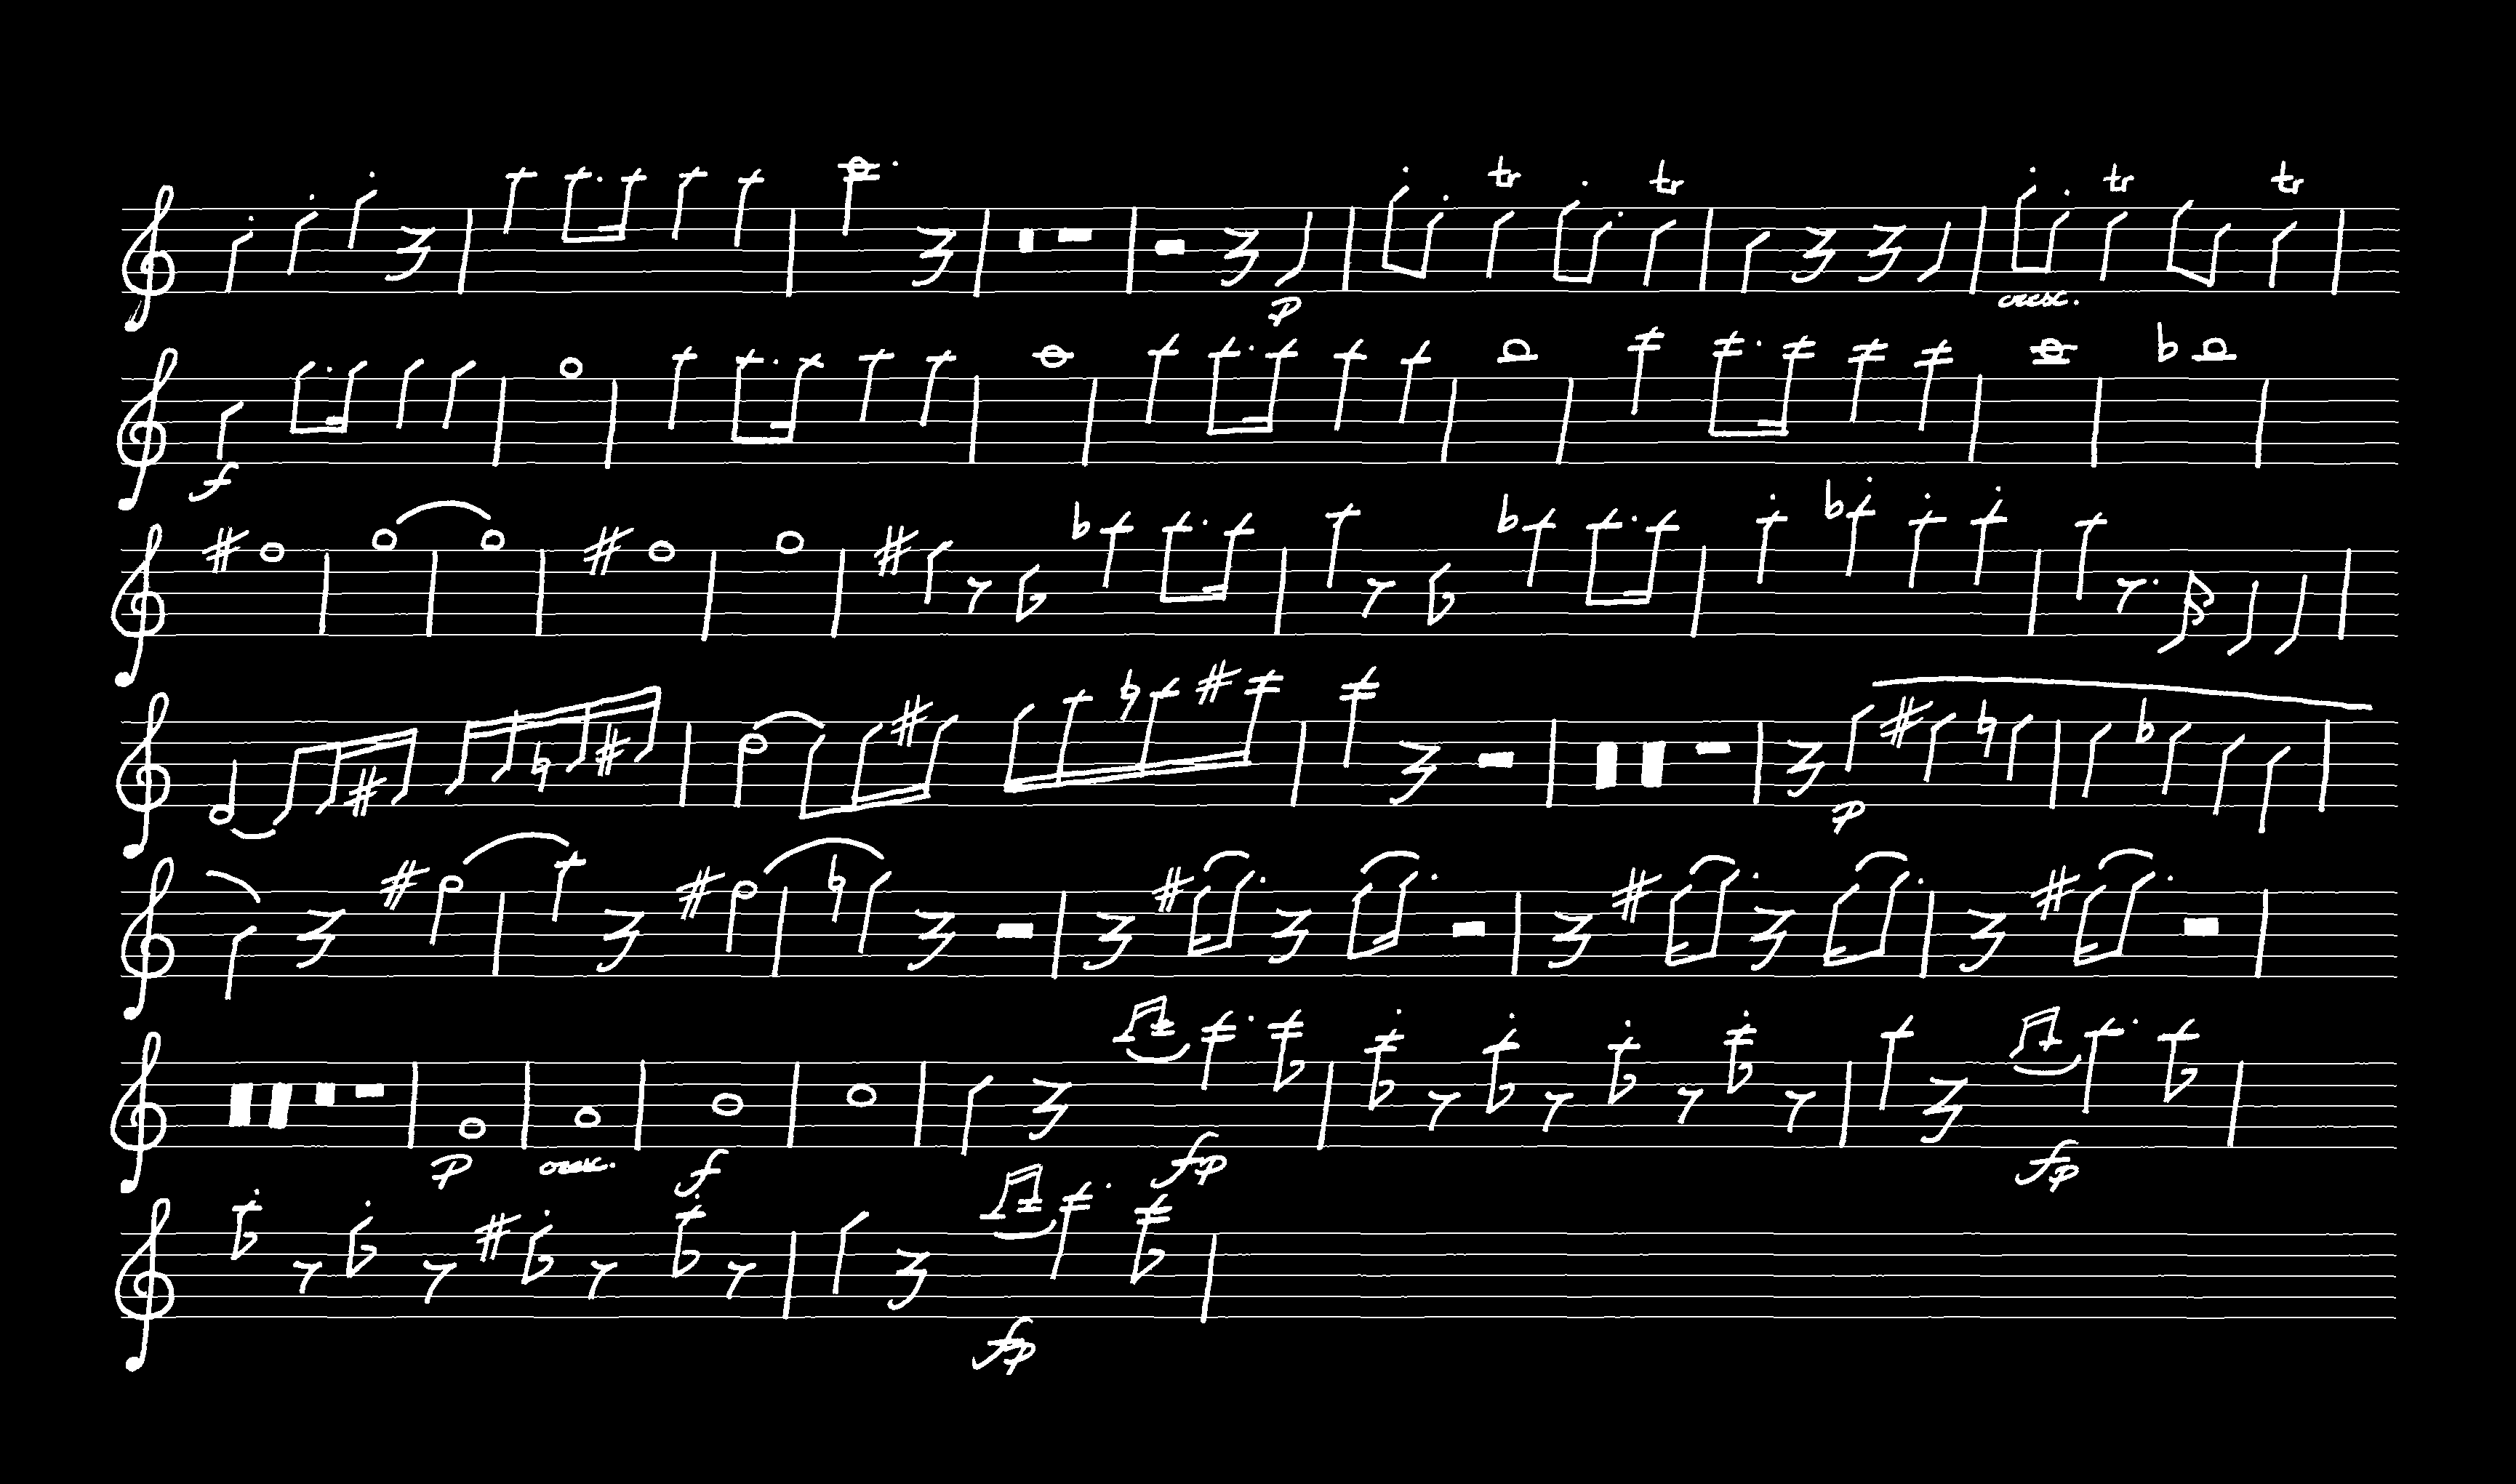 tr tr tr tr
p cresc.
f
p
p cresc. f fp fp
fp